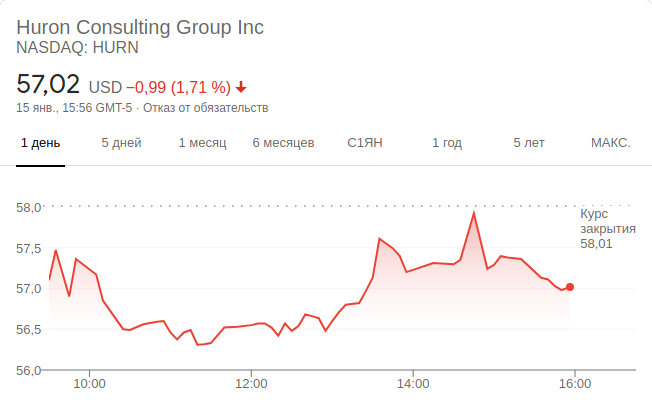 Huron Consulting Group Inc
NASDAQ: HURN
57,02 USD −0,99 (1,71 %)
15 янв., 15:56 GMT-5 · Отказ от обязательств
1 день 5 дней 1 месяц 6 месяцев С1ЯН 1 год 5 лет МАКС.
58,0
Курс
закрытия
58,01
57,5
57,0
56,5
56,0
10:00 12:00 14:00 16:00